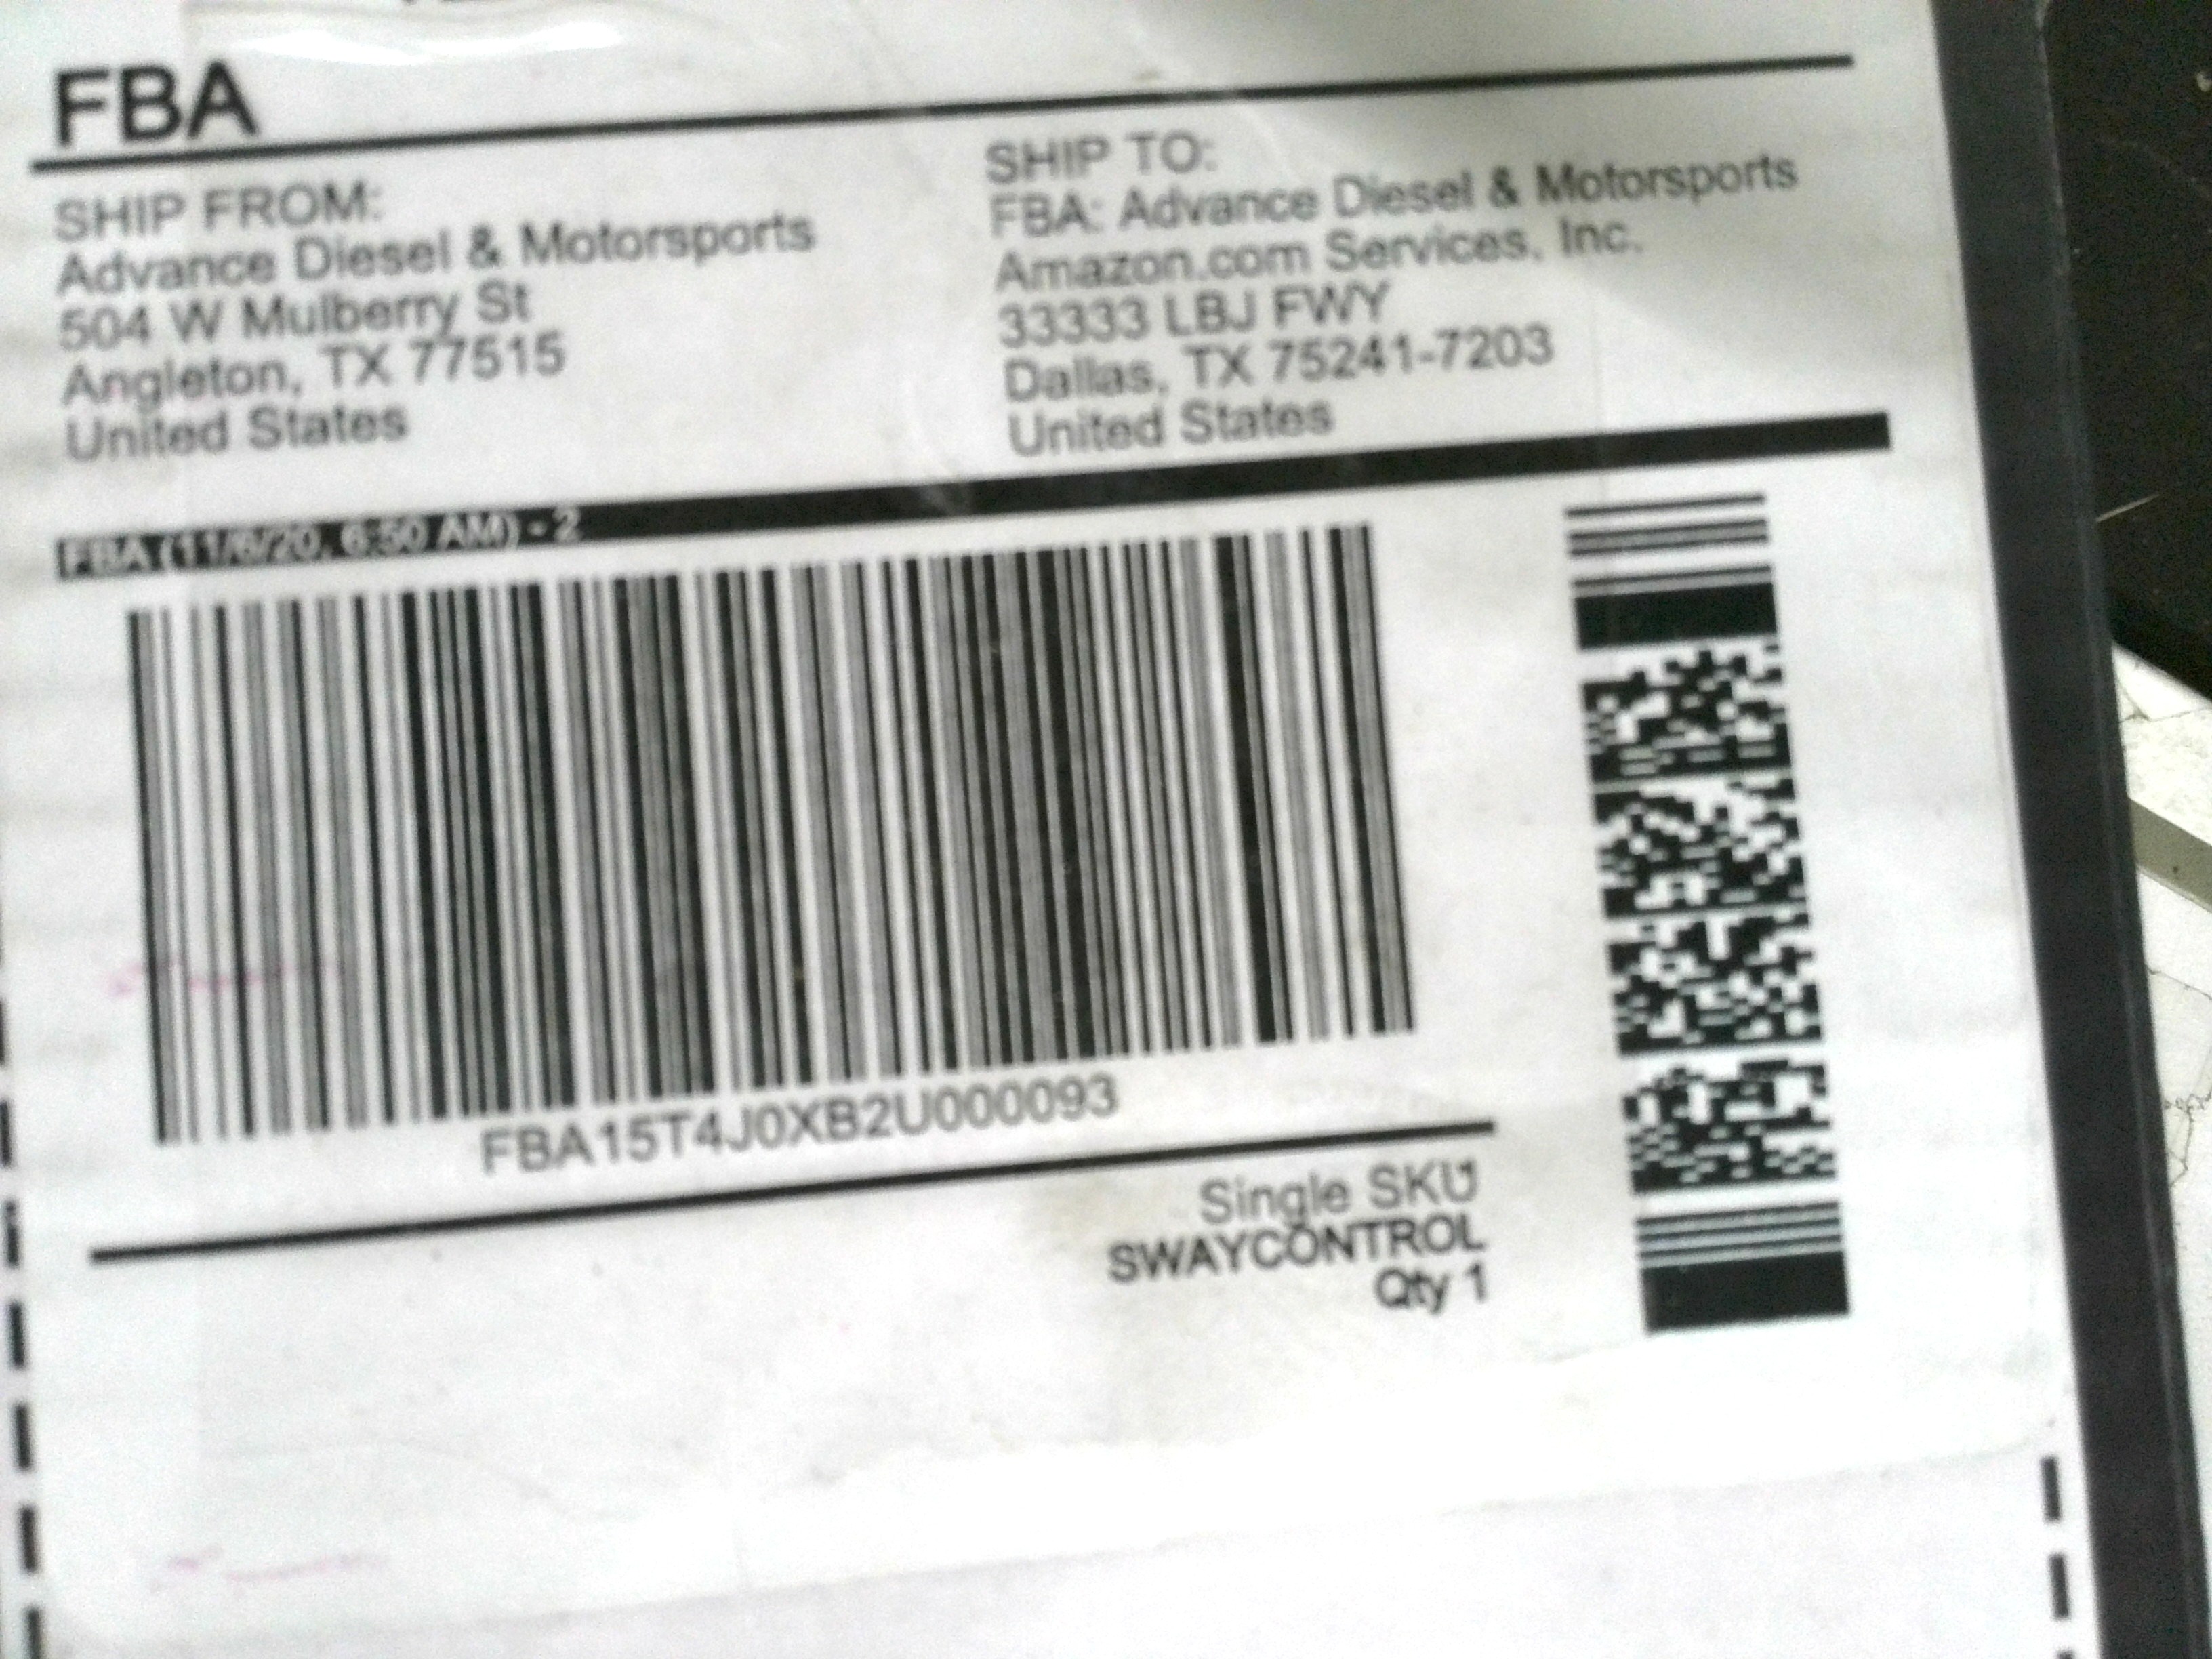 FBA
SHIP FROM:
Advance Diesel & Motorsports
504 W Mulberry St
Angleton, TX 77515
United States
SHIP TO:
FBA: Advance Diesel & Motorsports
Amazon.com Services, Inc.
33333 LBJ FWY
Dallas, TX 75241-7203
United States
FBA (11/6/20, 6:50 AM) - 2
FBA15T4J0XB2U000093
Single SKU
SWAYCONTROL
Qty 1